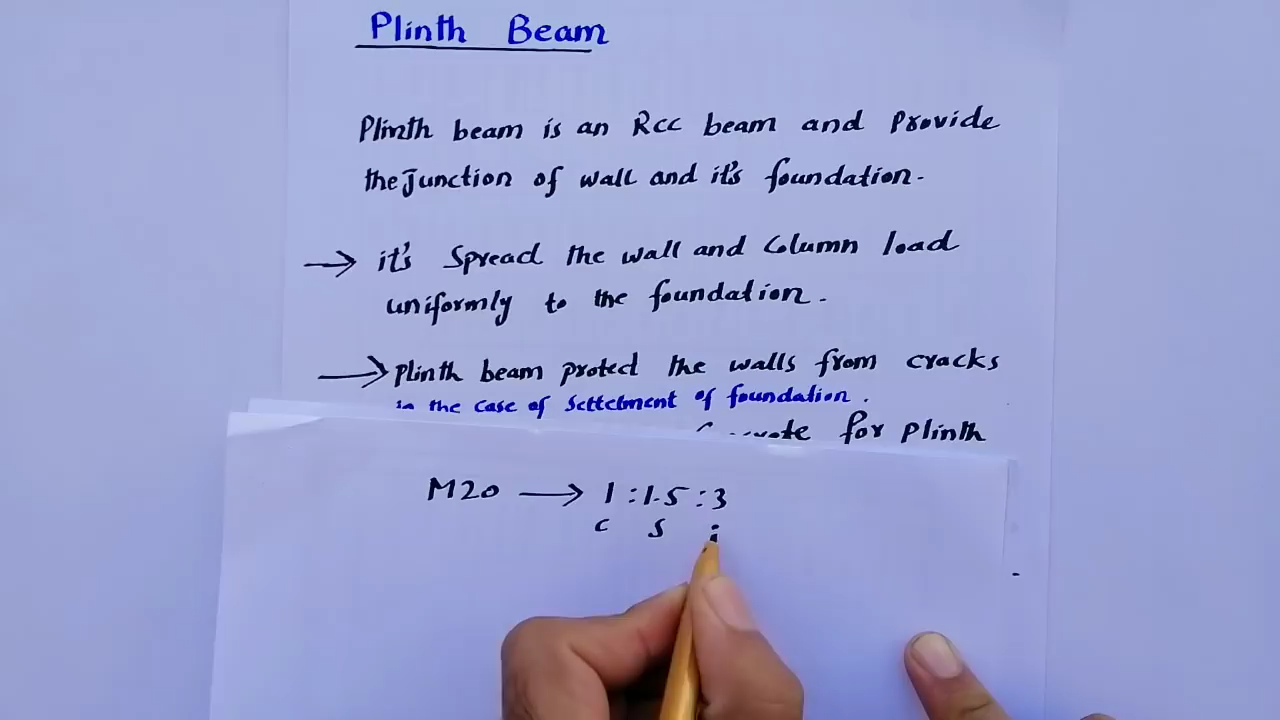 Plinth Beam
Plinth beam is an Rcc beam and Provide
the Junction of wall and it's foundation.
→ it's Spread the wall and Column load
uniformly to the foundation.
→ Plinth beam protect the walls from cracks
in the case of Settelment of foundation.
for Plinth
M20 → 1 : 1.5 : 3
C S